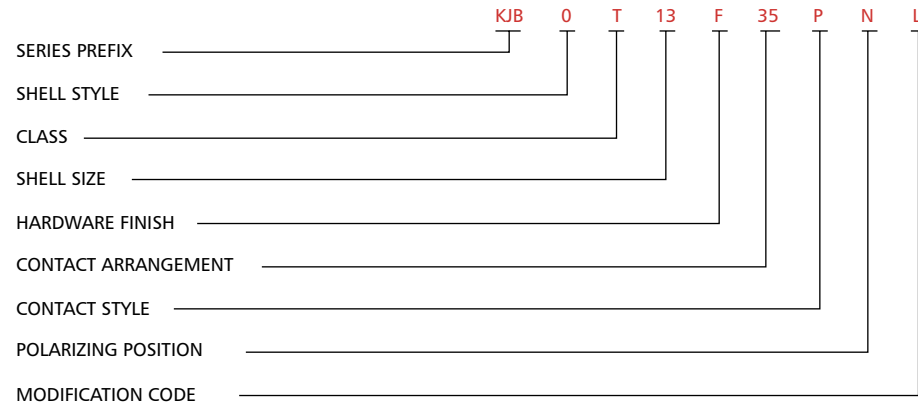 KJB 0 T 13 F 35 P N L
SERIES PREFIX
SHELL STYLE
CLASS
SHELL SIZE
HARDWARE FINISH
CONTACT ARRANGEMENT
CONTACT STYLE
POLARIZING POSITION
MODIFICATION CODE